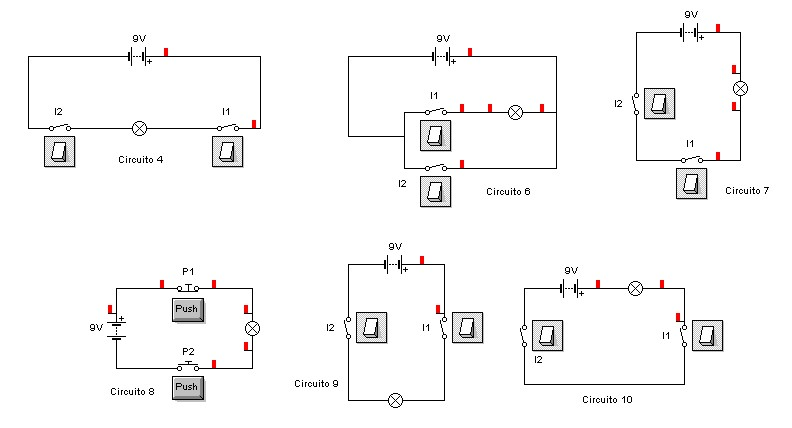 9V
+
I2
I1
Circuito 4
9V
+
I1
I2
Circuito 6
9V
+
I2
I1
Circuito 7
P1
Push
+
9V
P2
Push
Circuito 8
9V
+
I2
I1
Circuito 9
9V
+
I2
I1
Circuito 10